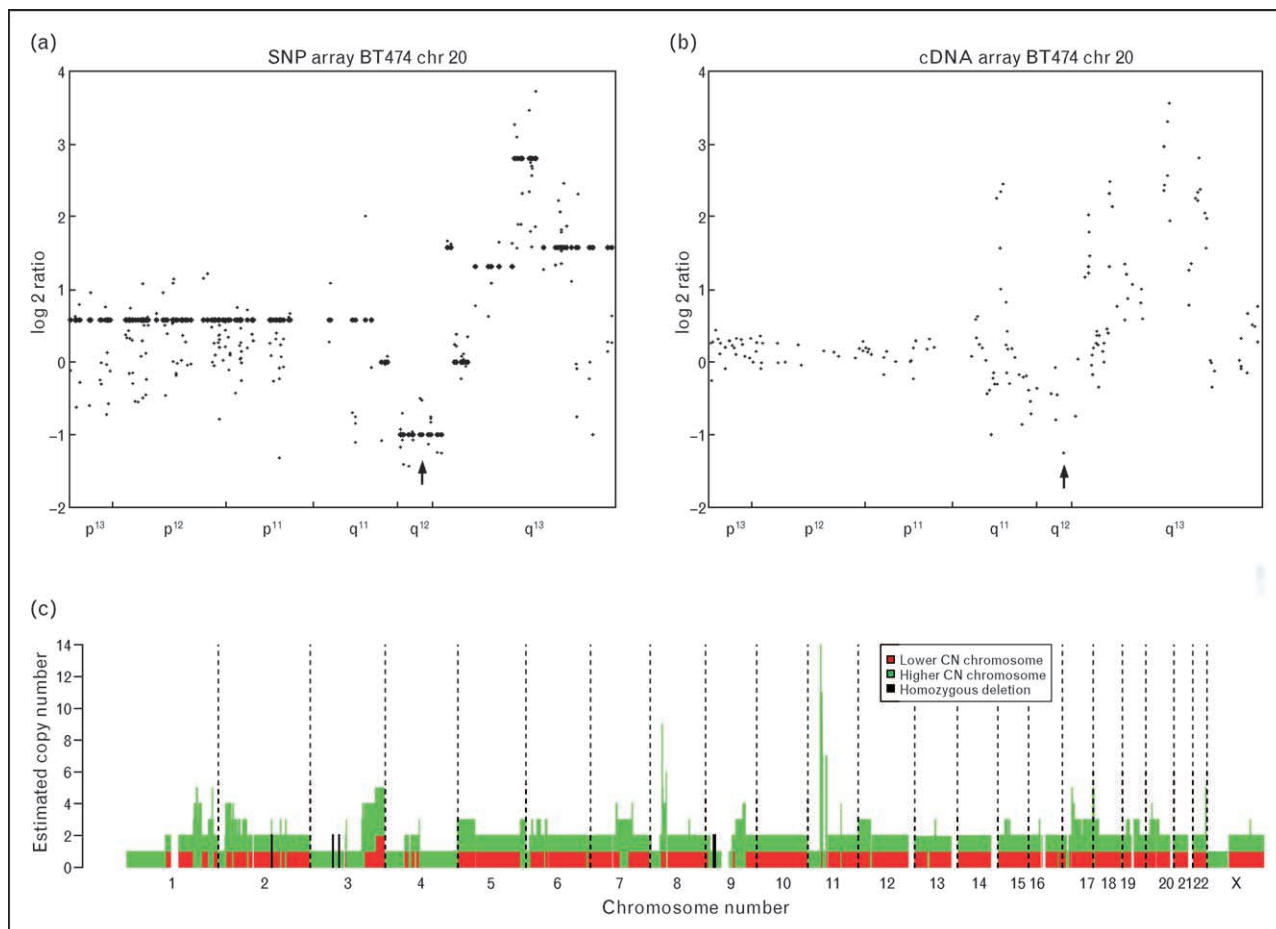 (a)
SNP array BT474 chr 20
log 2 ratio
4
3
2
1
0
–1
–2
p13 p12 p11 q11 q12 q13
(b)
cDNA array BT474 chr 20
log 2 ratio
4
3
2
1
0
–1
–2
p13 p12 p11 q11 q12 q13
(c)
Estimated copy number
14
12
10
8
6
4
2
0
Lower CN chromosome
Higher CN chromosome
Homozygous deletion
1 2 3 4 5 6 7 8 9 10 11 12 13 14 15 16 17 18 19 20 21 22 X
Chromosome number